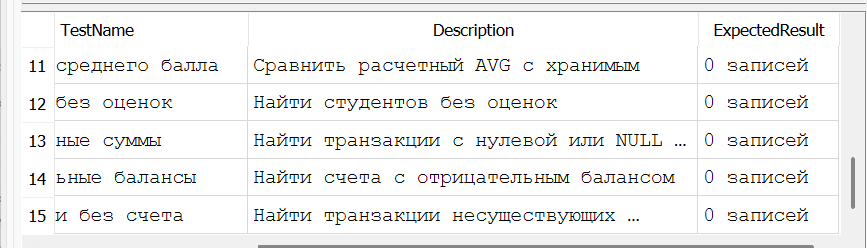 TestName Description ExpectedResult
11 среднего балла Сравнить расчетный AVG с хранимым 0 записей
12 без оценок Найти студентов без оценок 0 записей
13 ные суммы Найти транзакции с нулевой или NULL … 0 записей
14 ьные балансы Найти счета с отрицательным балансом 0 записей
15 и без счета Найти транзакции несуществующих … 0 записей